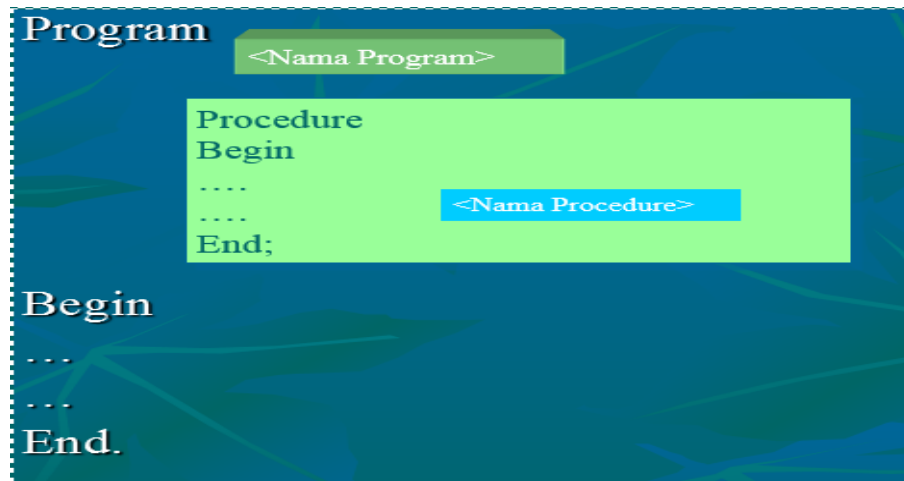 Program
<Nama Program>
Procedure
Begin
....
....
<Nama Procedure>
End;
Begin
...
...
End.